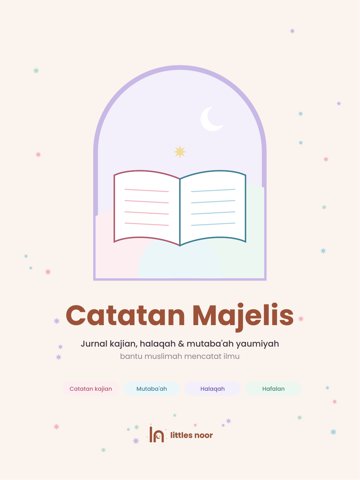 Catatan Majelis
Jurnal kajian, halaqah & mutaba'ah yaumiyah
bantu muslimah mencatat ilmu
Catatan kajian Mutaba'ah Halaqah Hafalan
littles noor